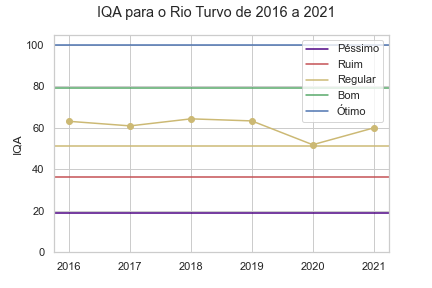 IQA para o Rio Turvo de 2016 a 2021
100
80
60
40
20
0
IQA
Péssimo
Ruim
Regular
Bom
Ótimo
2016 2017 2018 2019 2020 2021